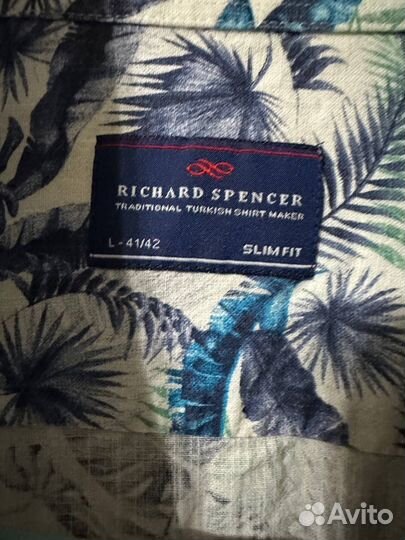 RICHARD SPENCER
TRADITIONAL TURKISH SHIRT MAKER
L - 41/42 SLIM FIT
Avito